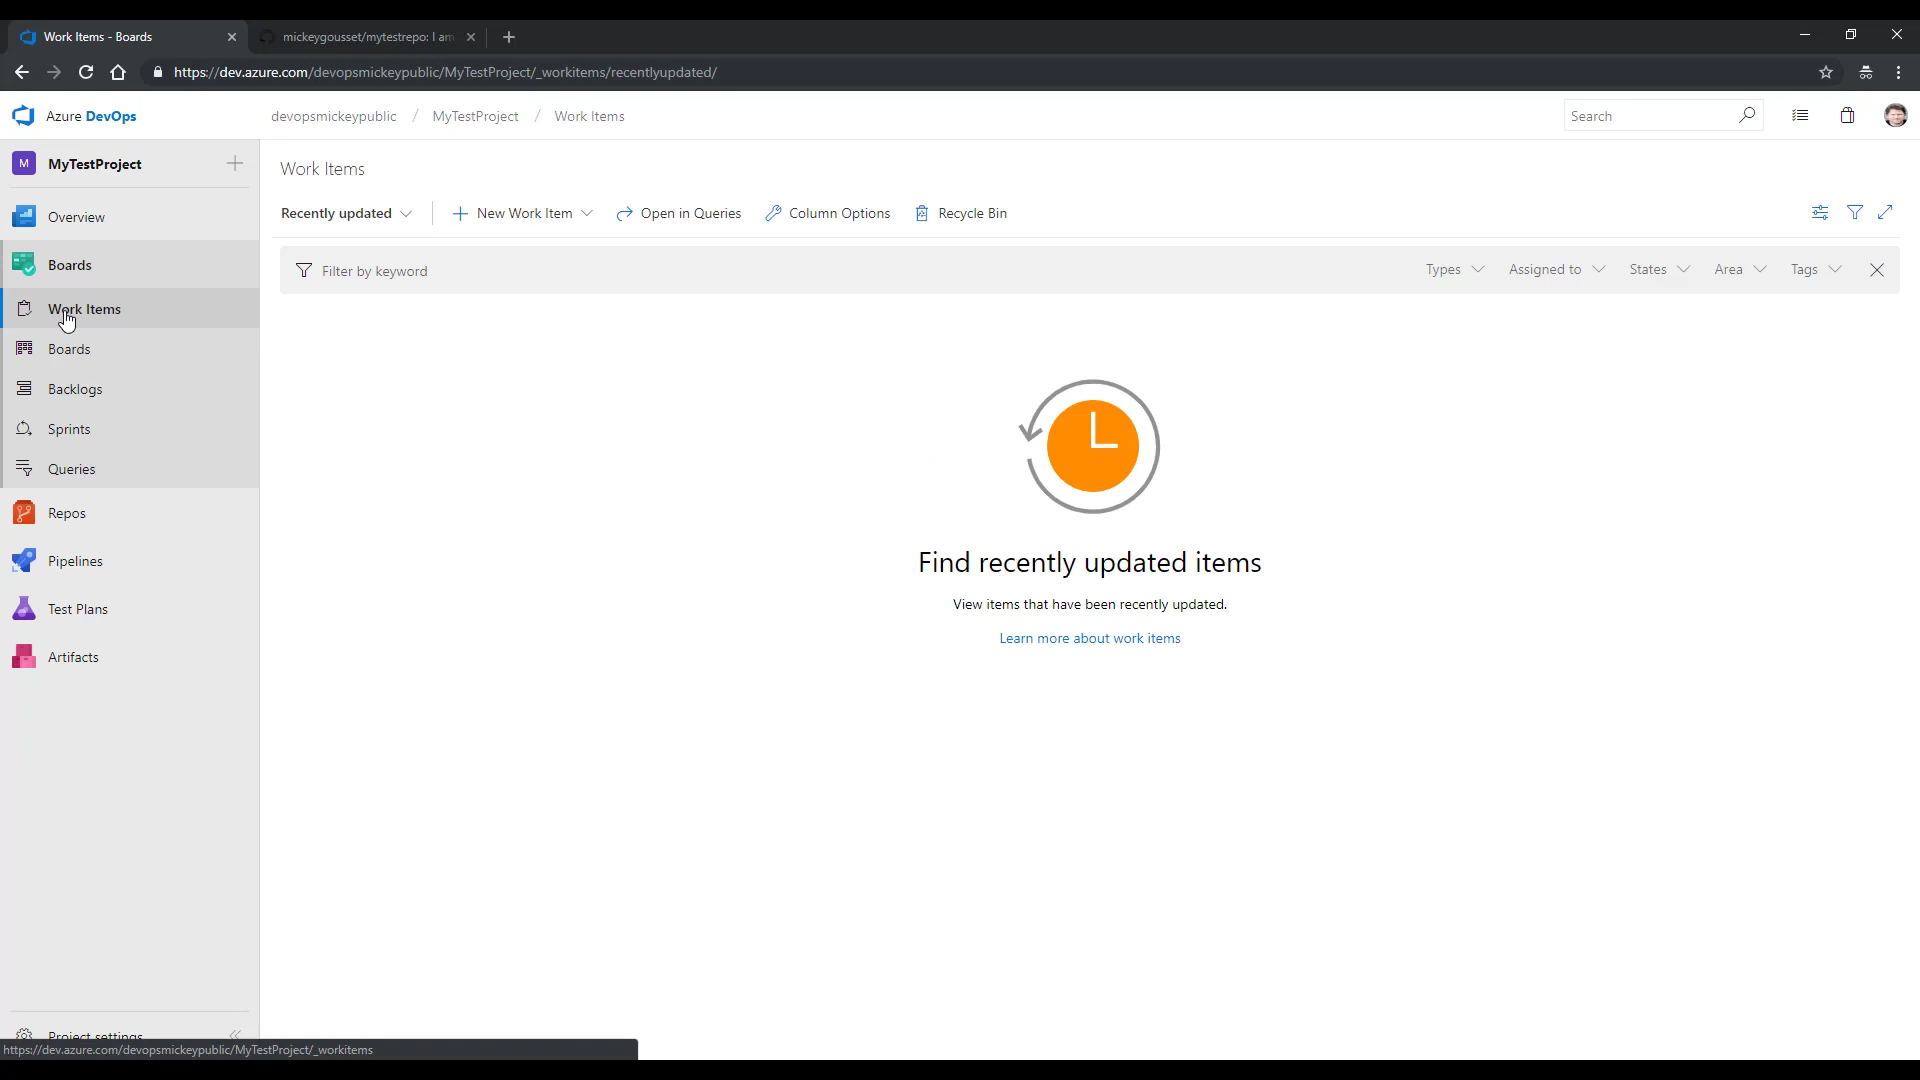 Work Items - Boards
mickeygousset/mytestrepo: I am
https://dev.azure.com/devopsmickeypublic/MyTestProject/_workitems/recentlyupdated/
Azure DevOps
devopsmickeypublic / MyTestProject / Work Items
Search
M MyTestProject
Overview
Boards
Work Items
Boards
Backlogs
Sprints
Queries
Repos
Pipelines
Test Plans
Artifacts
Project settings
https://dev.azure.com/devopsmickeypublic/MyTestProject/_workitems
Work Items
Recently updated New Work Item Open in Queries Column Options Recycle Bin
Filter by keyword Types Assigned to States Area Tags
Find recently updated items
View items that have been recently updated.
Learn more about work items